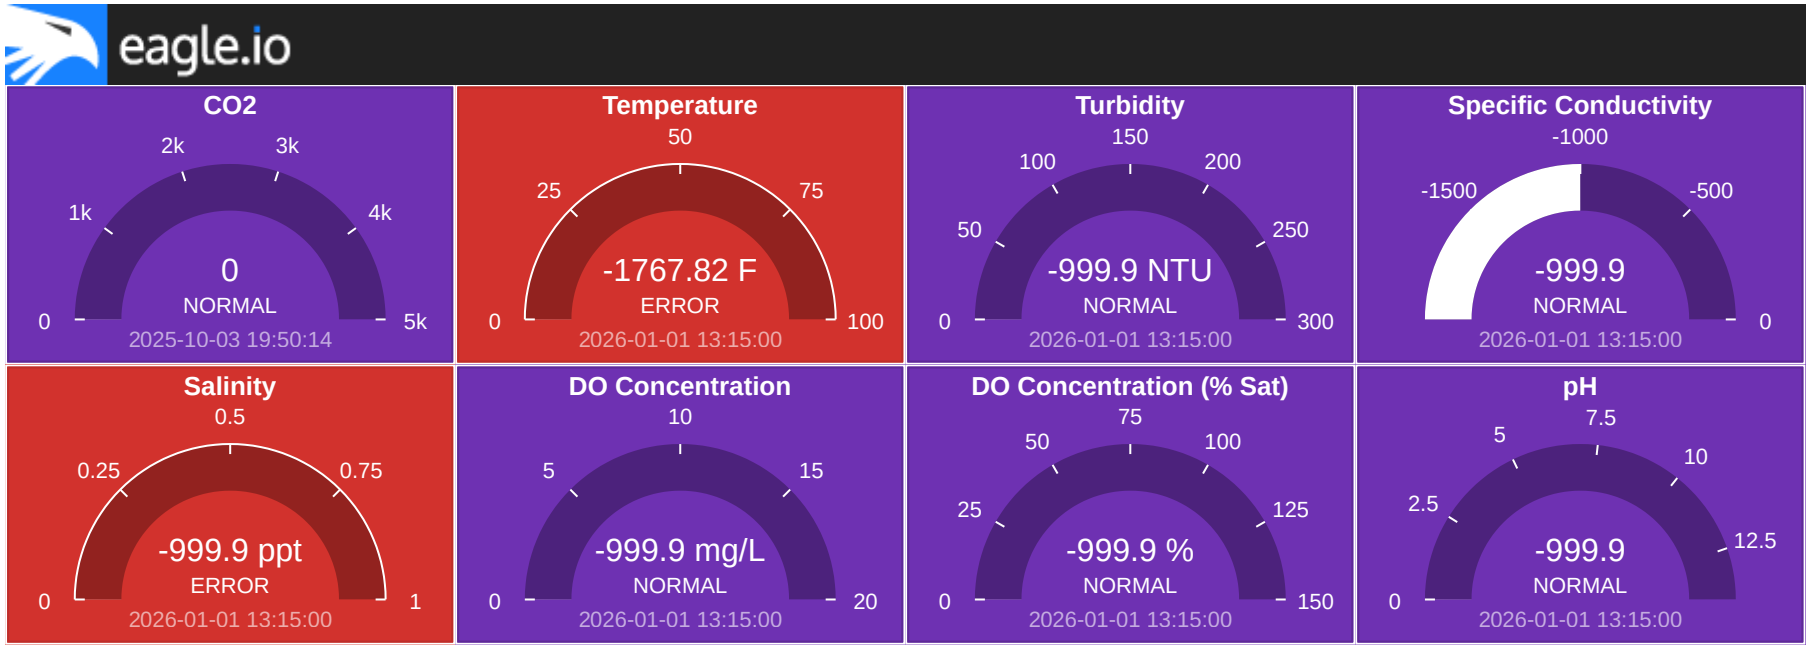 eagle.io
CO2
2k
3k
1k
4k
0
NORMAL
0
5k
2025-10-03 19:50:14
Temperature
50
25
75
-1767.82 F
ERROR
0
100
2026-01-01 13:15:00
Turbidity
150
100
200
50
250
-999.9 NTU
NORMAL
0
300
2026-01-01 13:15:00
Specific Conductivity
-1000
-1500
-500
-999.9
NORMAL
0
2026-01-01 13:15:00
Salinity
0.5
0.25
0.75
-999.9 ppt
ERROR
0
1
2026-01-01 13:15:00
DO Concentration
10
5
15
-999.9 mg/L
NORMAL
0
20
2026-01-01 13:15:00
DO Concentration (% Sat)
75
50
100
25
125
-999.9 %
NORMAL
0
150
2026-01-01 13:15:00
pH
7.5
5
10
2.5
12.5
-999.9
NORMAL
0
2026-01-01 13:15:00